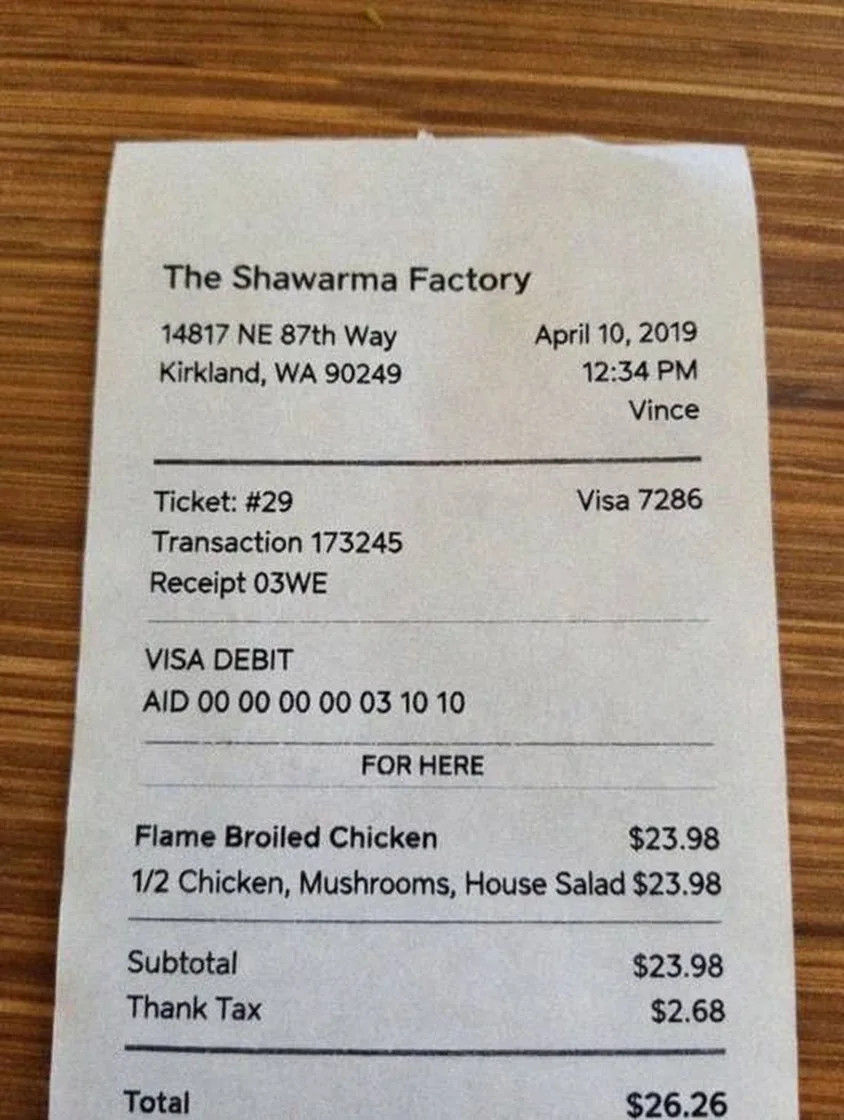 The Shawarma Factory
14817 NE 87th Way April 10, 2019
Kirkland, WA 90249 12:34 PM
Vince
Ticket: #29 Visa 7286
Transaction 173245
Receipt 03WE
VISA DEBIT
AID 00 00 00 00 03 10 10
FOR HERE
Flame Broiled Chicken $23.98
1/2 Chicken, Mushrooms, House Salad $23.98
Subtotal $23.98
Thank Tax $2.68
Total $26.26